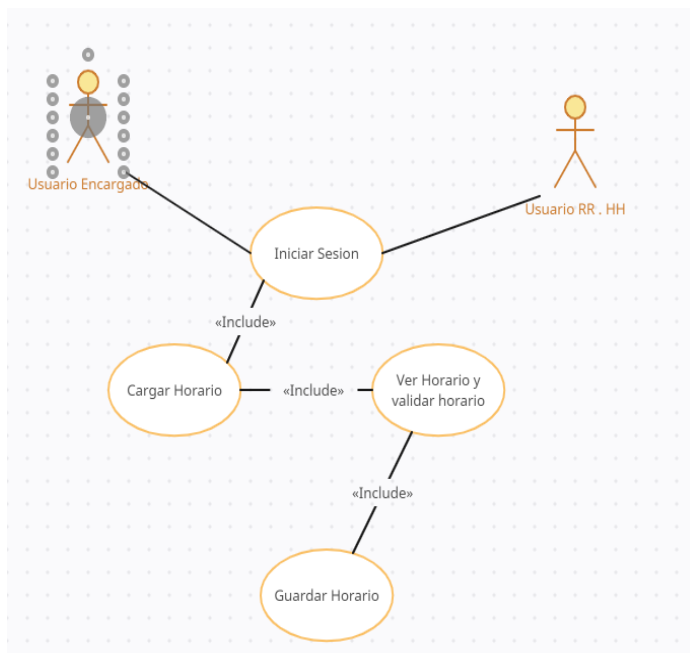 Usuario Encargado
Usuario RR . HH
Iniciar Sesion
«Include»
Cargar Horario
«Include»
Ver Horario y
validar horario
«Include»
Guardar Horario